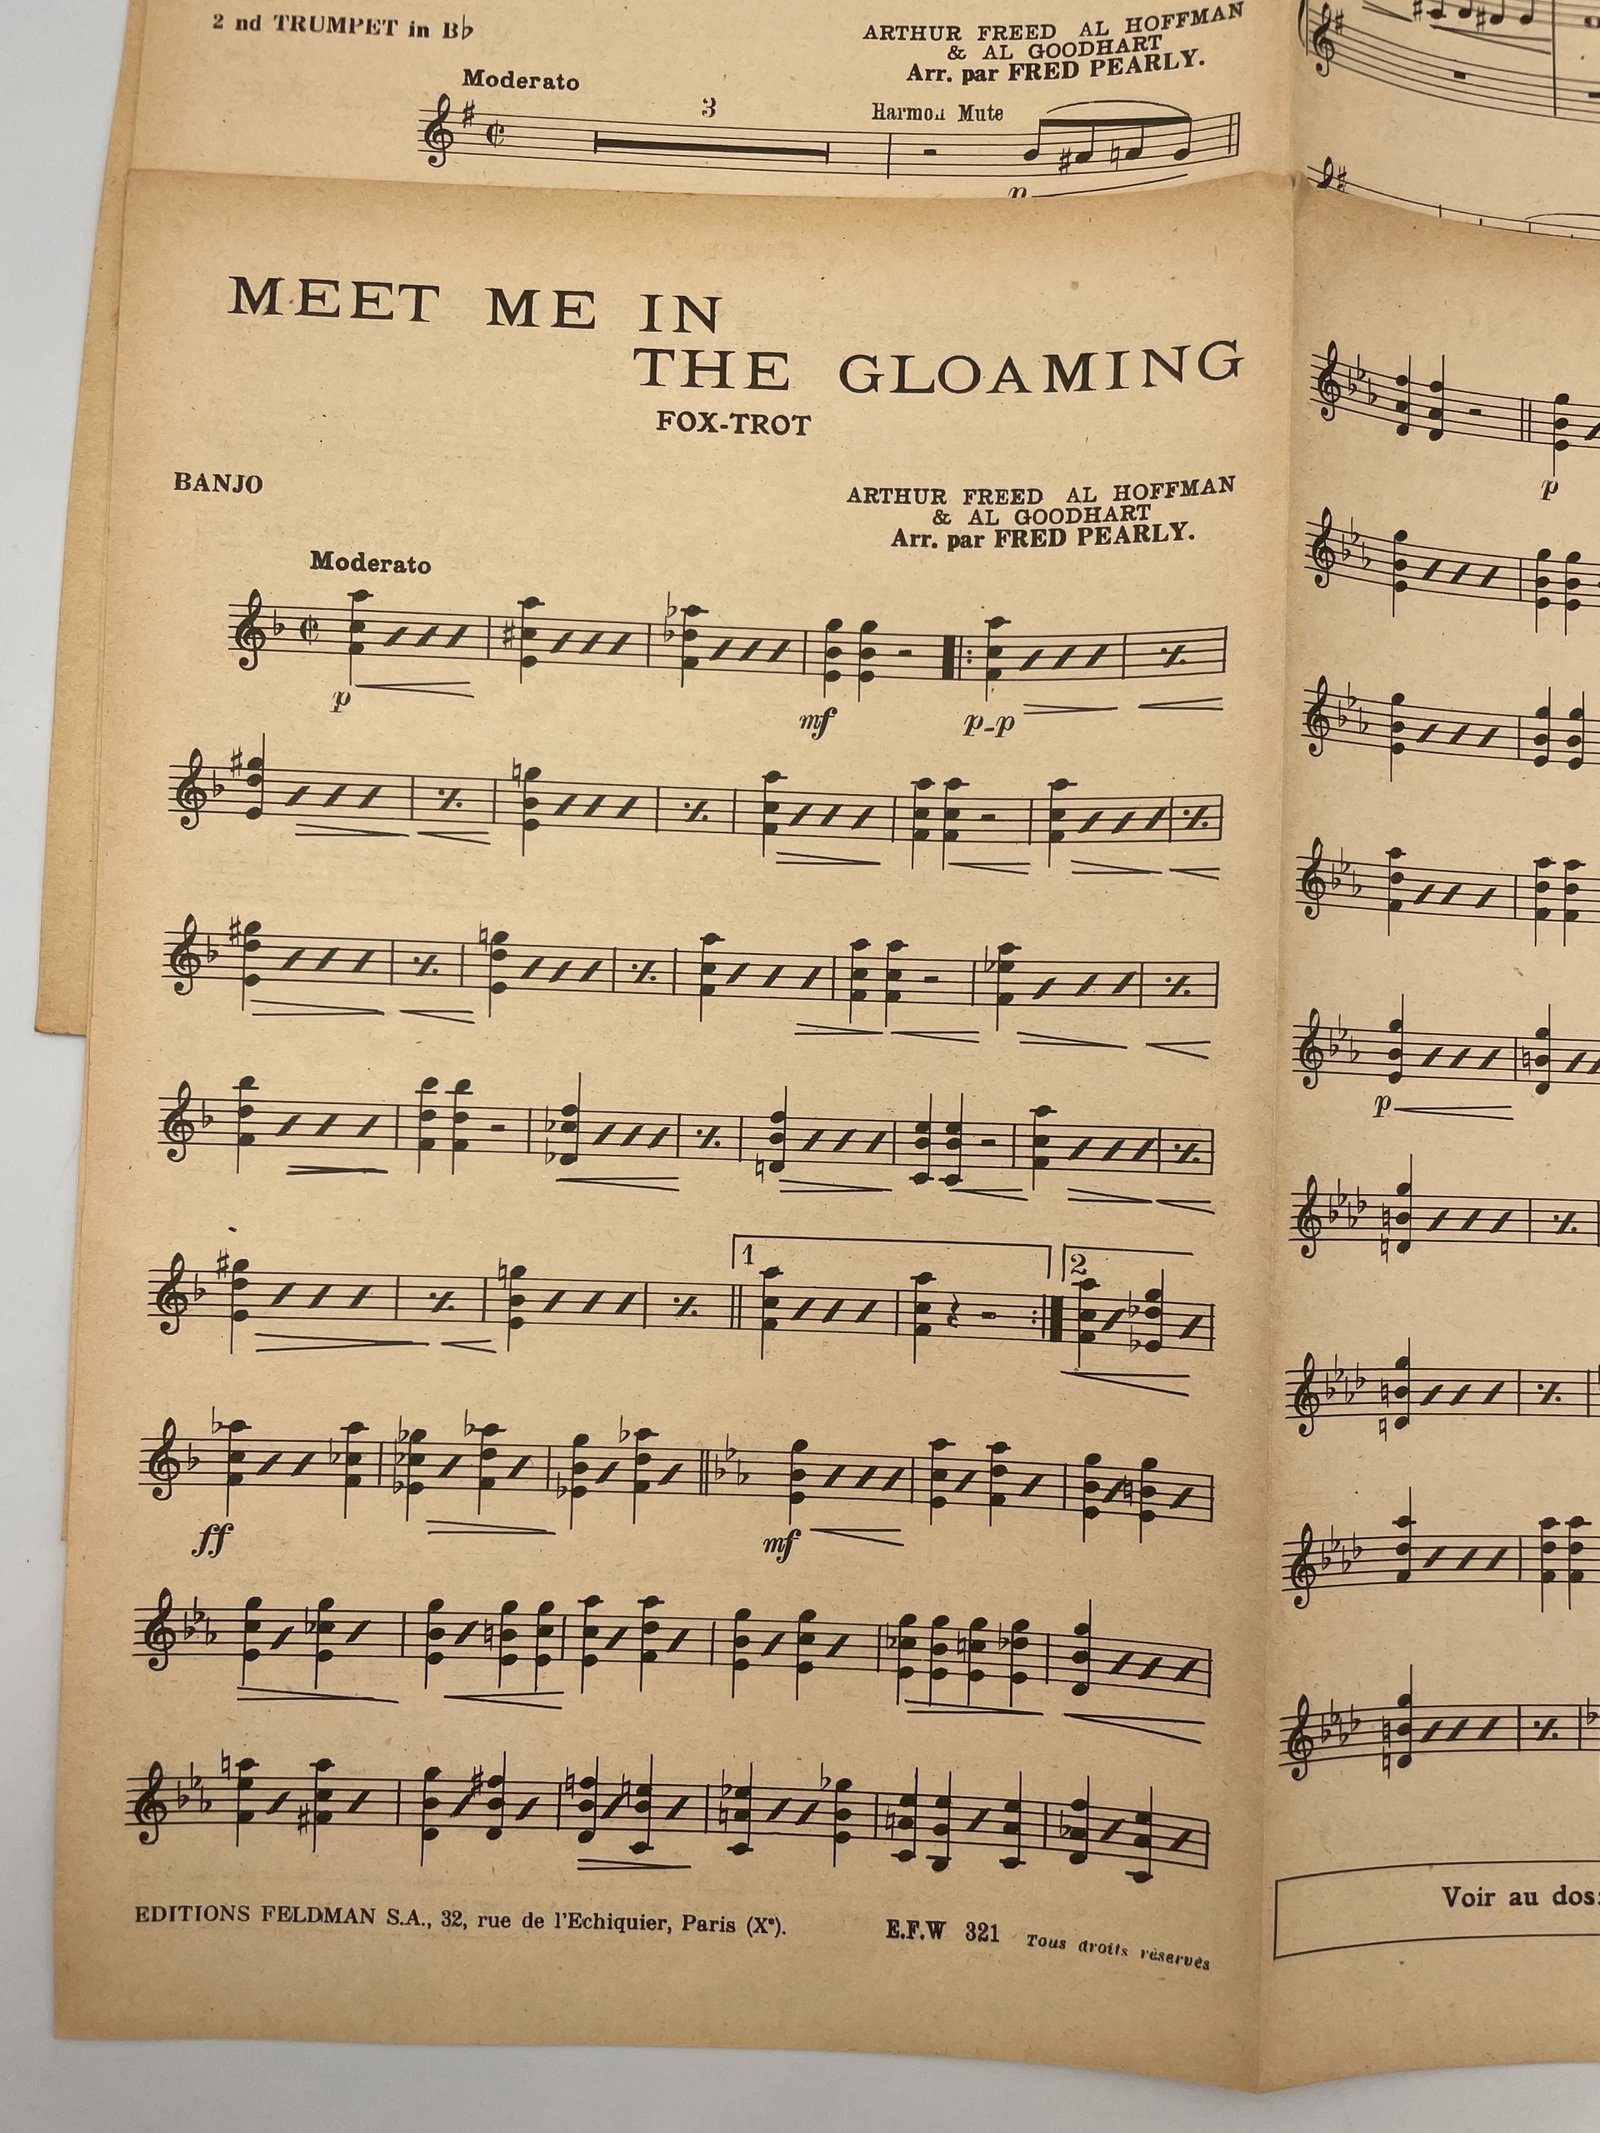 2 nd TRUMPET in B♭
ARTHUR FREED AL HOFFMAN
& AL GOODHART
Arr. par FRED PEARLY.
Moderato
3
Harmon Mute
p
MEET ME IN
THE GLOAMING
FOX-TROT
BANJO
ARTHUR FREED AL HOFFMAN
& AL GOODHART
Arr. par FRED PEARLY.
Moderato
p
mf
p-p
1
2
ff
mf
EDITIONS FELDMAN S.A., 32, rue de l'Echiquier, Paris (Xe).
E.F.W 321
Tous droits réservés
p
p
Voir au dos